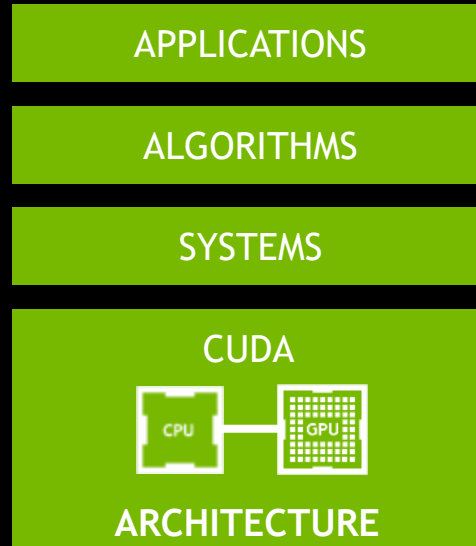 APPLICATIONS
ALGORITHMS
SYSTEMS
CUDA
CPU GPU
ARCHITECTURE